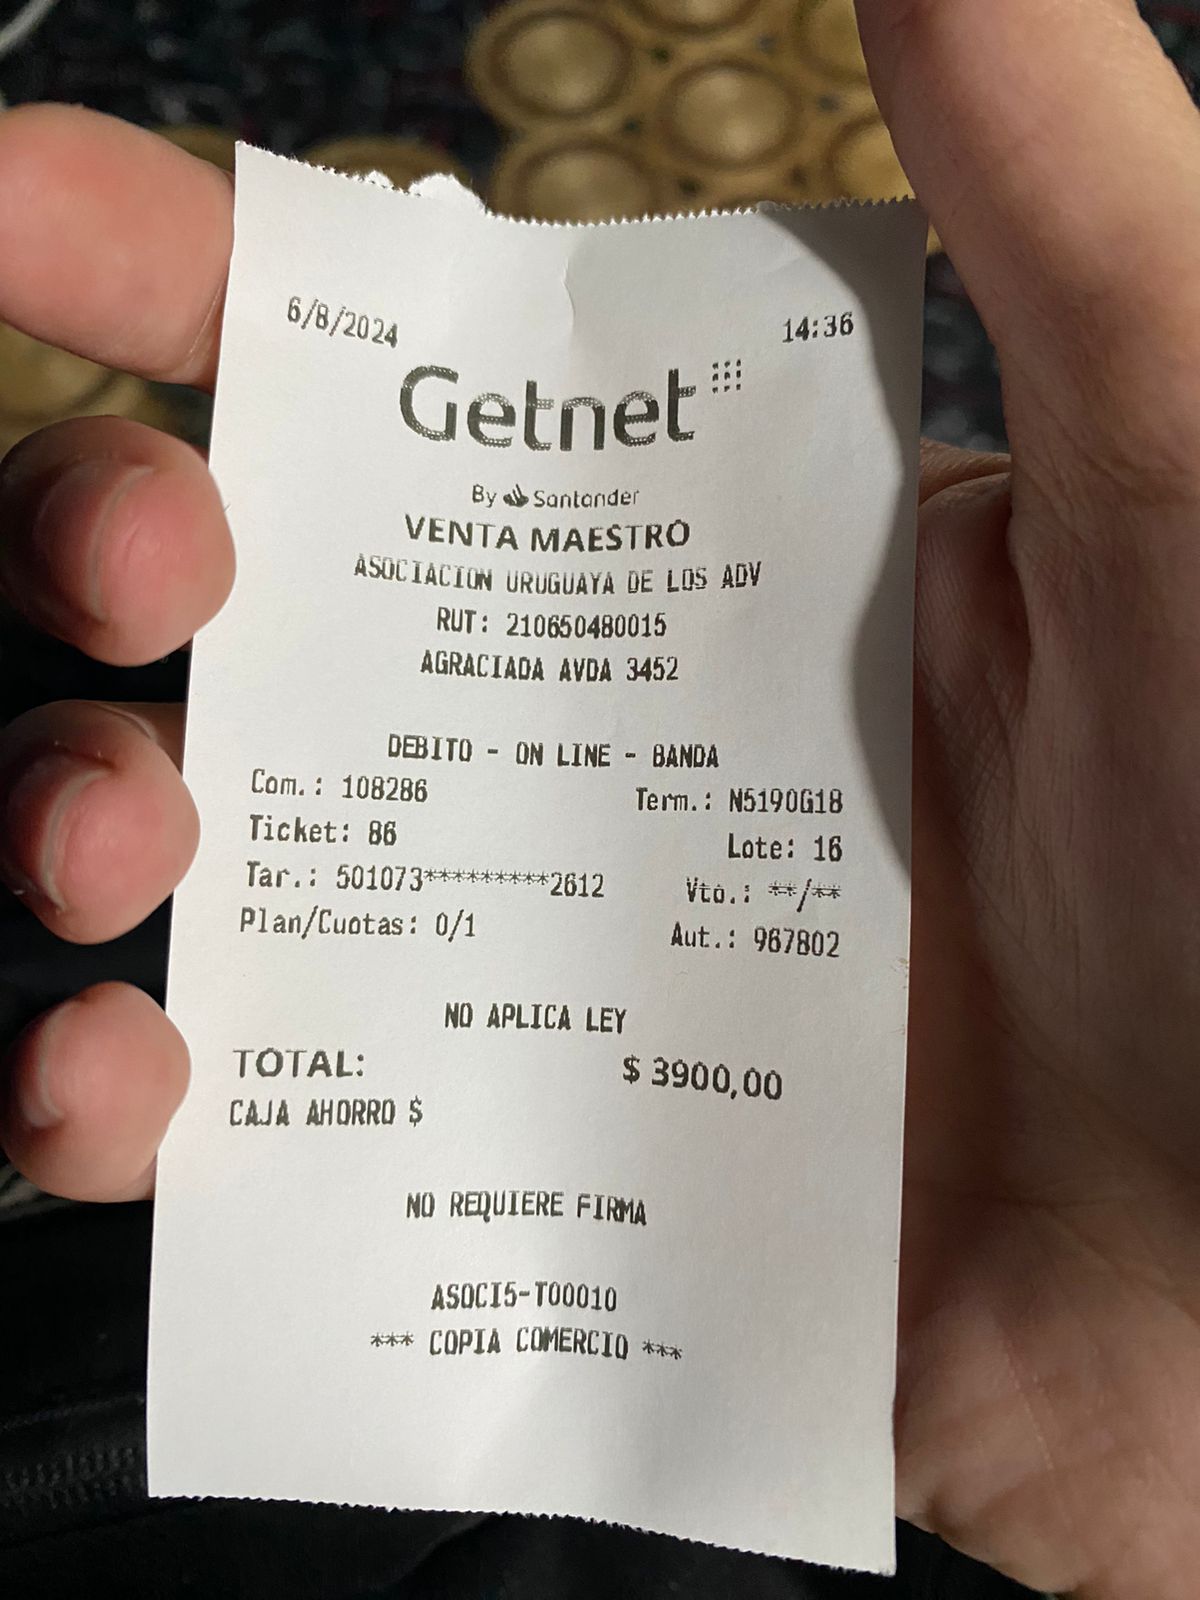 6/8/2024 14:36
Getnet
By Santander
VENTA MAESTRO
ASOCIACION URUGUAYA DE LOS ADV
RUT: 210650480015
AGRACIADA AVDA 3452
DEBITO - ON LINE - BANDA
Com.: 108286 Term.: N5190G18
Ticket: 86 Lote: 16
Tar.: 501073*********2612 Vto.: **/**
Plan/Cuotas: 0/1 Aut.: 967802
NO APLICA LEY
TOTAL: $ 3900,00
CAJA AHORRO $
NO REQUIERE FIRMA
ASOCI5-T00010
*** COPIA COMERCIO ***